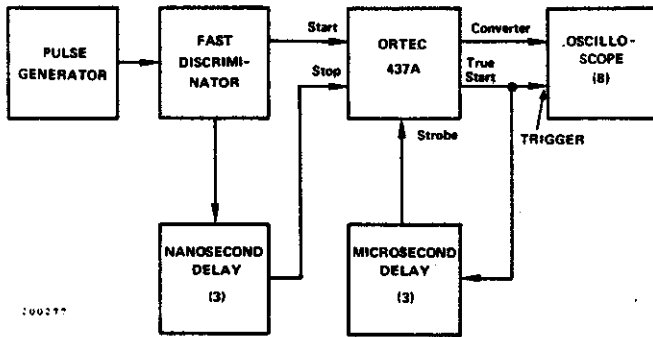 PULSE
GENERATOR
FAST
DISCRIMI-
NATOR
Start
Stop
ORTEC
437A
Converter
True
Start
Strobe
OSCILLO-
SCOPE
(8)
TRIGGER
NANOSECOND
DELAY
(3)
MICROSECOND
DELAY
(3)